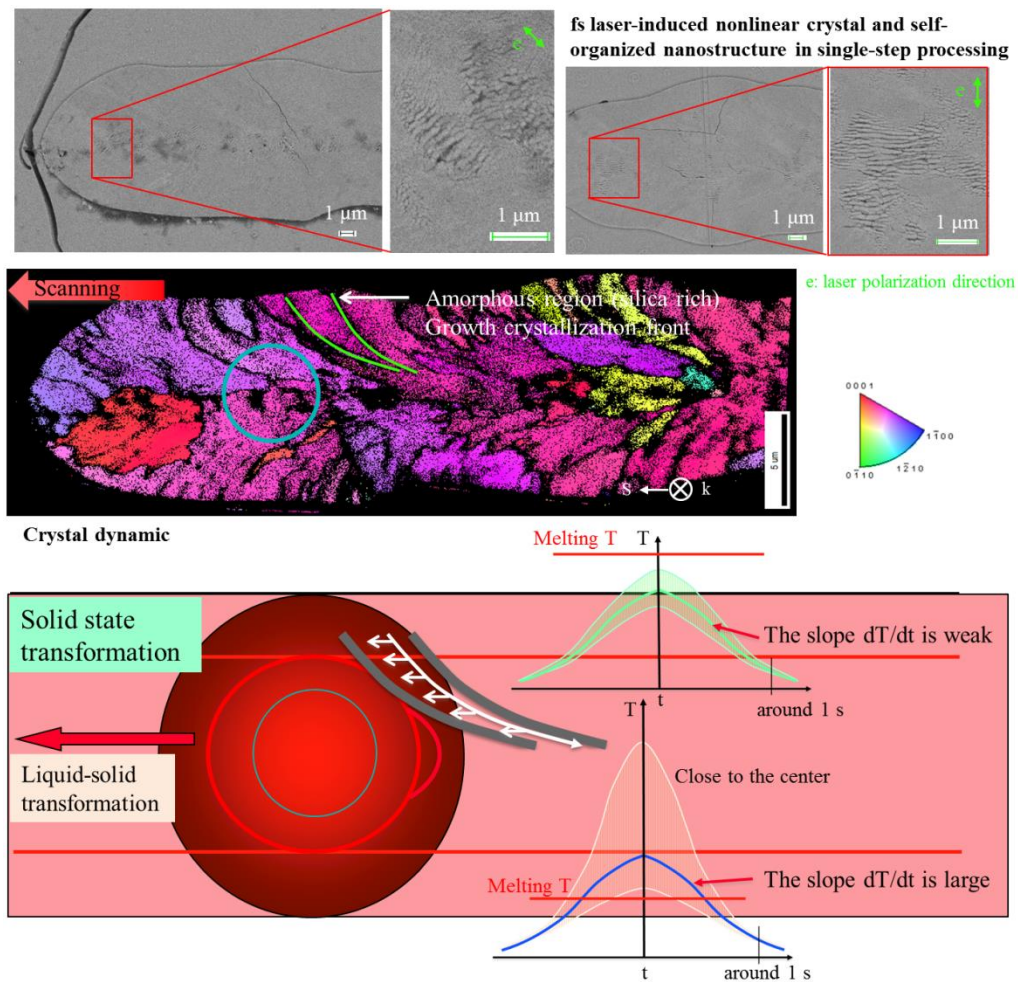 fs laser-induced nonlinear crystal and self-
organized nanostructure in single-step processing
e
1 μm
1 μm
e
1 μm
1 μm
e: laser polarization direction
Scanning
Amorphous region (silica rich)
Growth crystallization front
5 um
S
k
0001
1̄100
01̄10
12̄10
Crystal dynamic
Melting T
T
Solid state
transformation
The slope dT/dt is weak
t
around 1 s
T
Liquid-solid
transformation
Close to the center
The slope dT/dt is large
Melting T
t
around 1 s